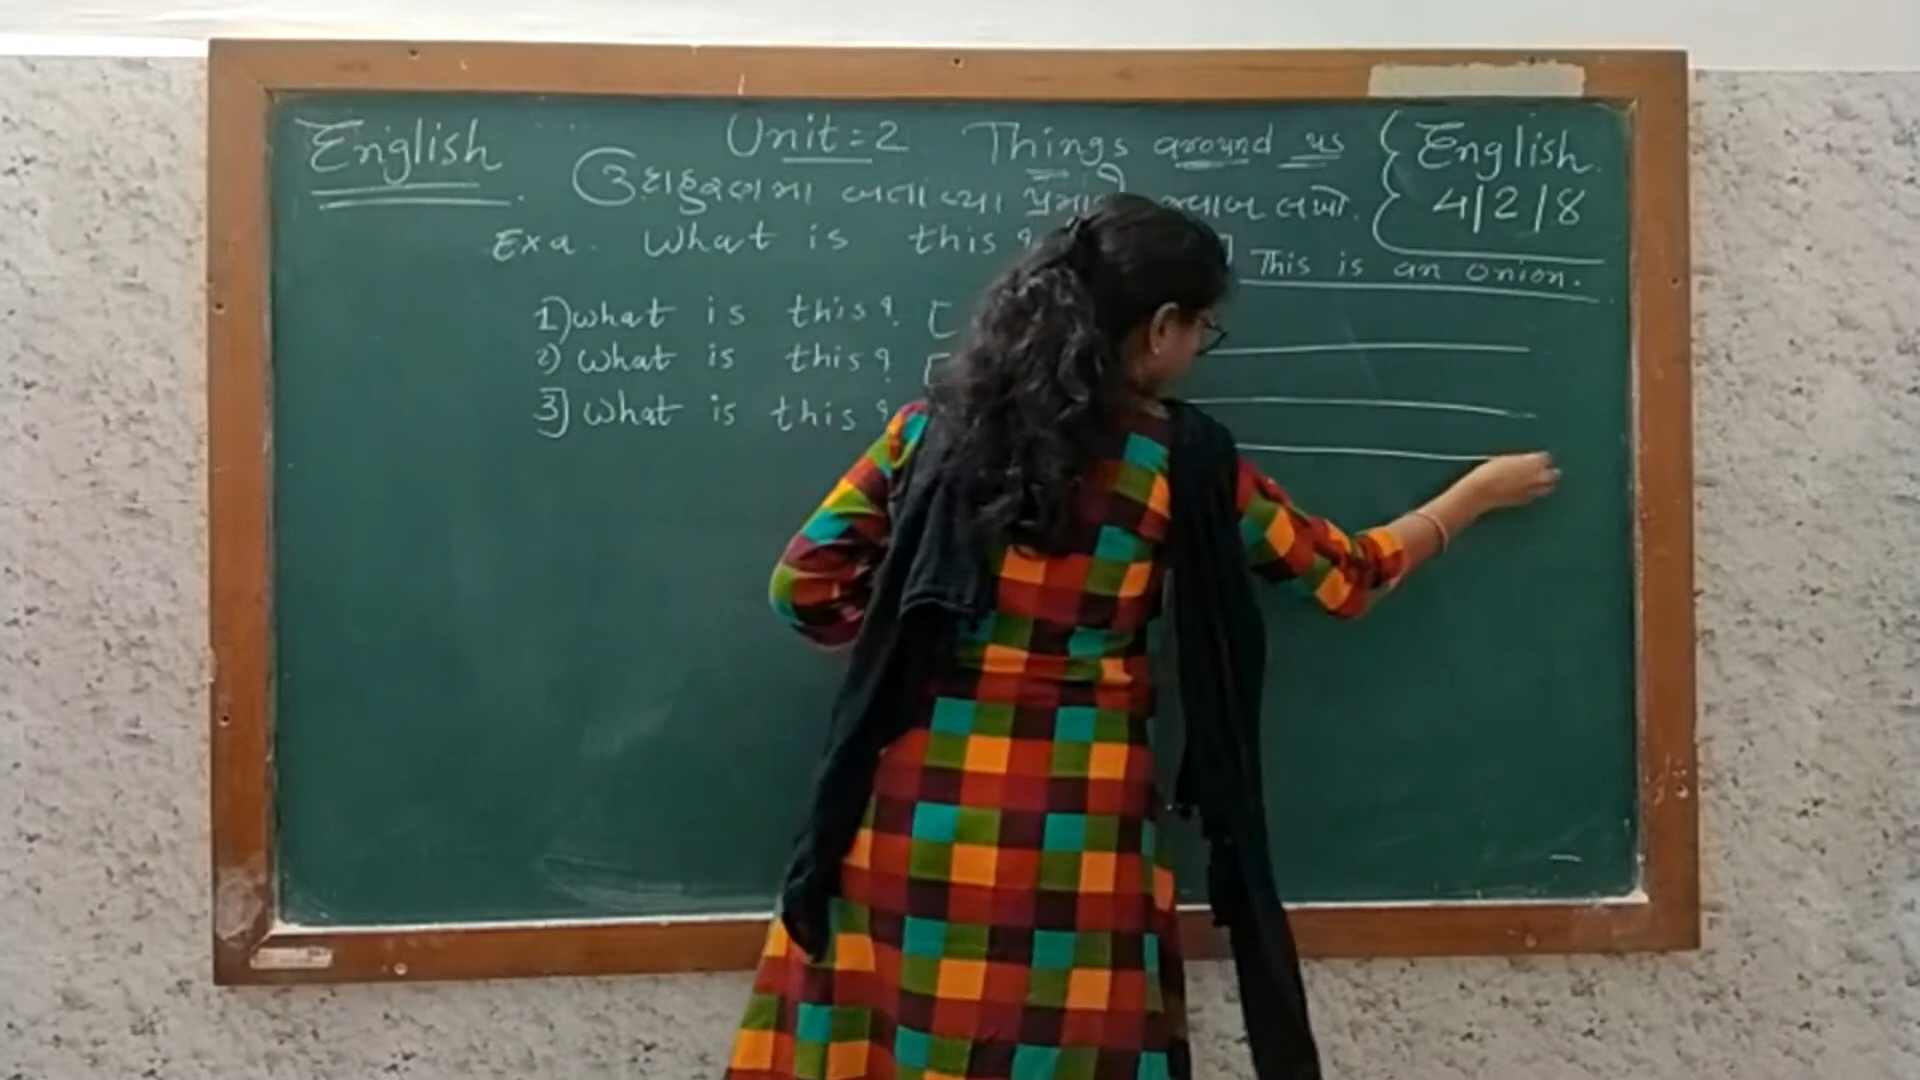 English
Unit=2 Things around us
English.
4/2/8
ઉદાહરણમા બતાવ્યા જવાબ લખો.
Exa. What is this?
This is an onion.
1) what is this? [
2) what is this? [
3) what is this?